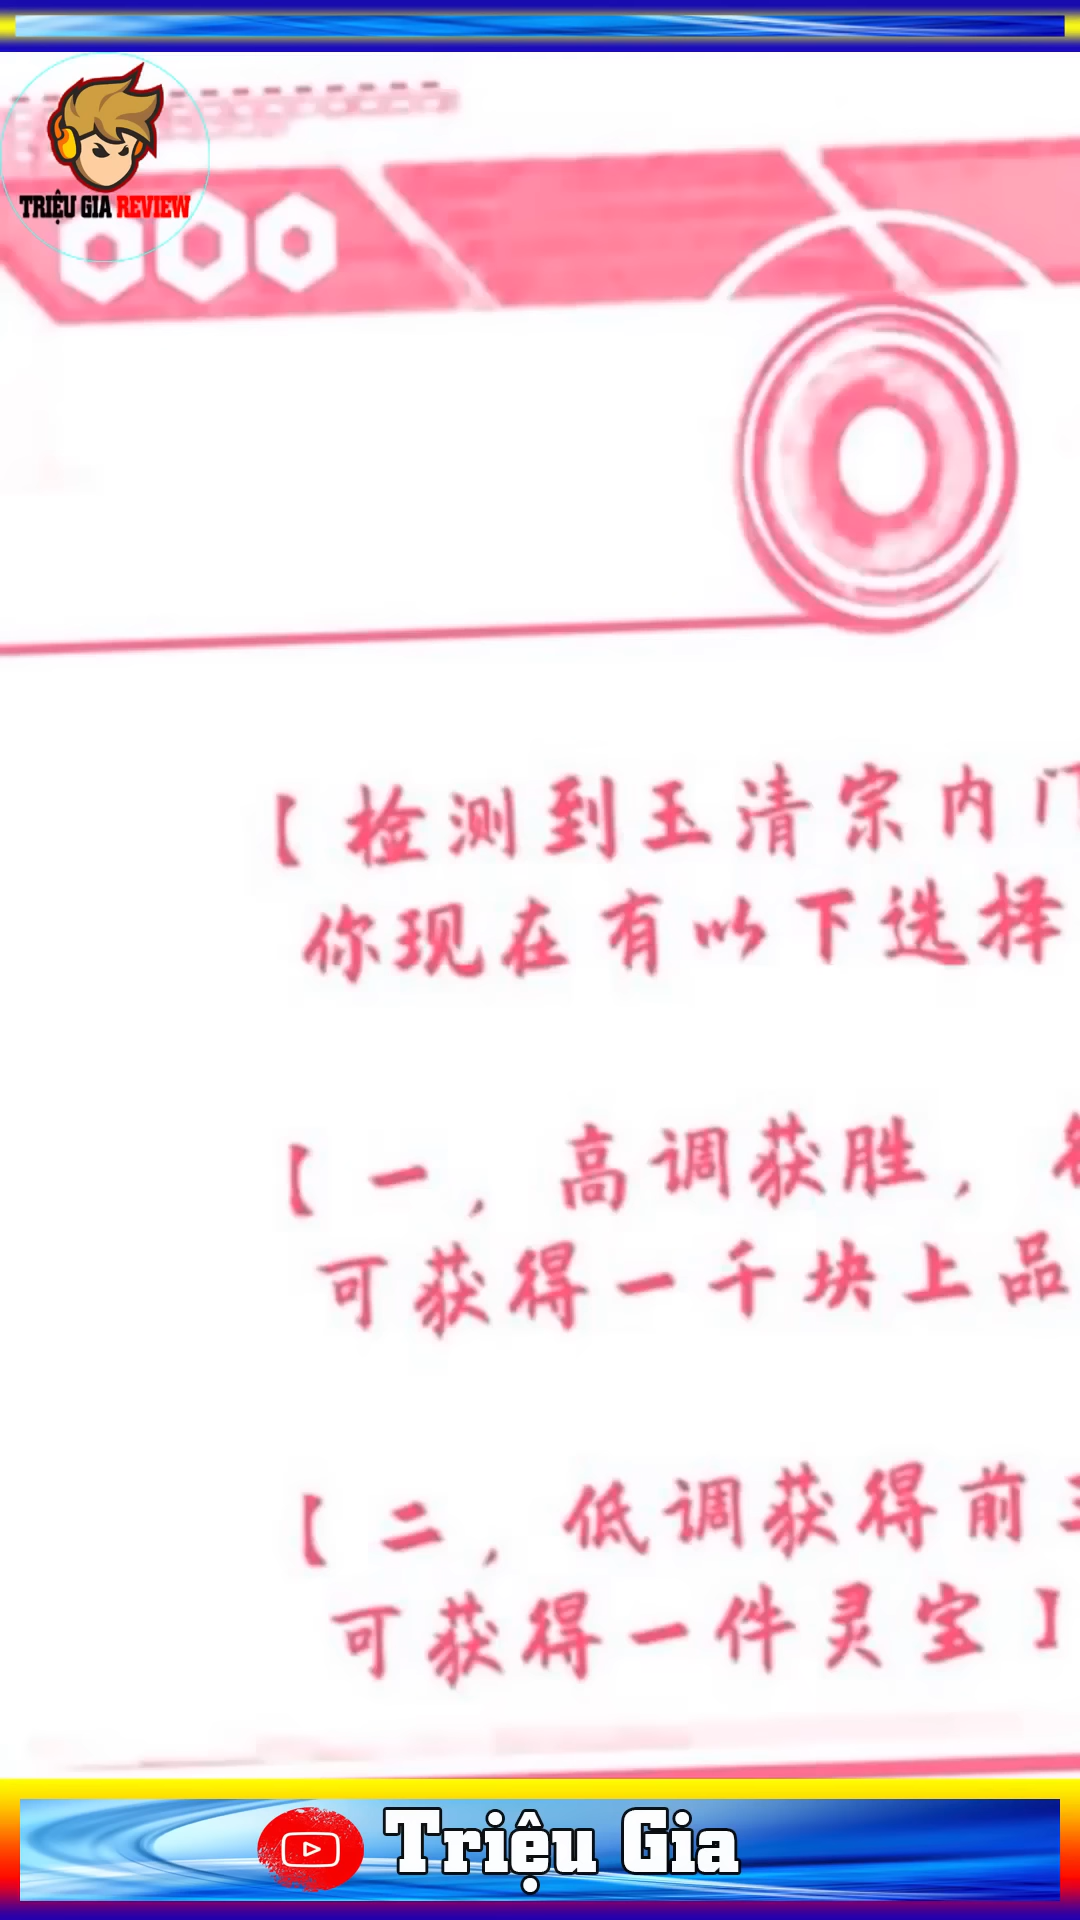 TRIỆU GIA REVIEW
【检测到玉清宗内门
你现在有以下选择
【一，高调获胜，
可获得一千块上品
【二，低调获得前
可获得一件灵宝】
Triệu Gia